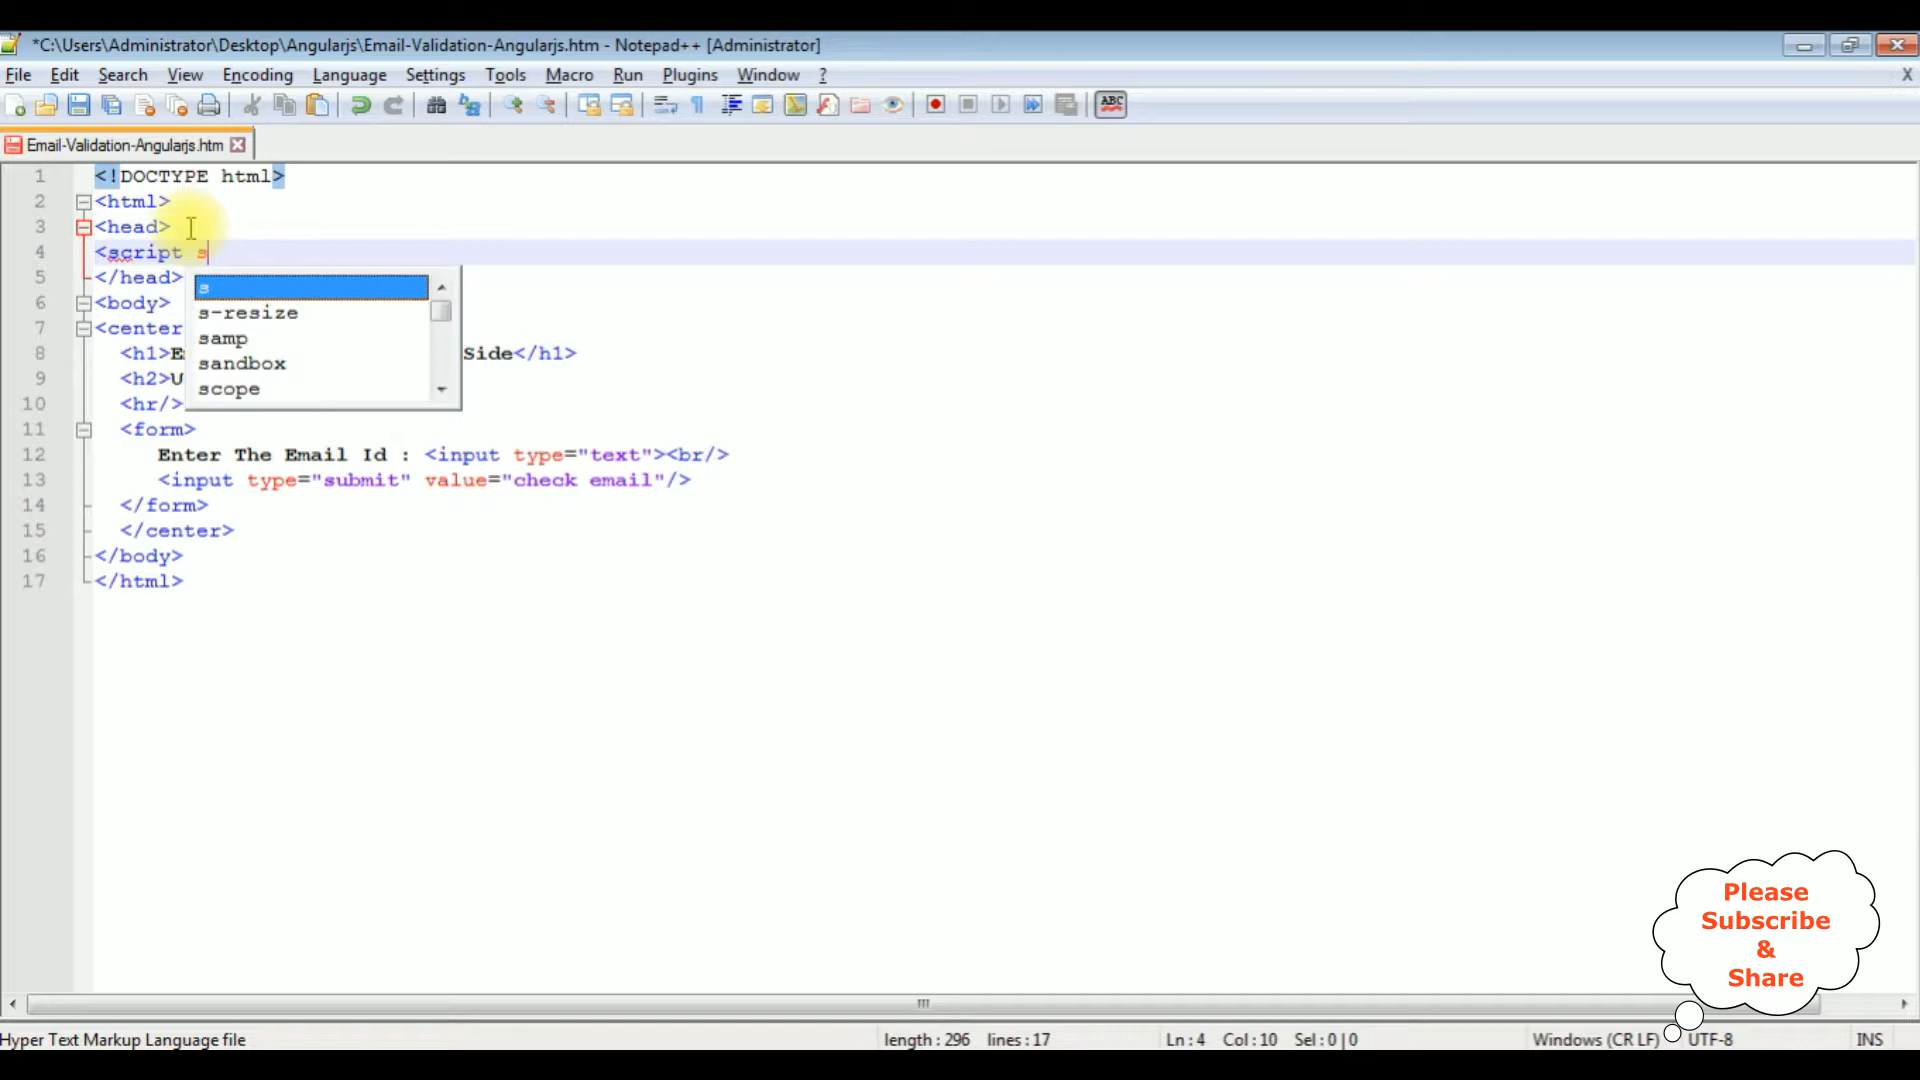 *C:\Users\Administrator\Desktop\Angularjs\Email-Validation-Angularjs.htm - Notepad++ [Administrator]
File Edit Search View Encoding Language Settings Tools Macro Run Plugins Window ? X
ABC
Email-Validation-Angularjs.htm
1 <!DOCTYPE html>
2 <html>
3 <head>
4 <script s
5 </head>
s
6 <body>
s-resize
7 <center
samp
8 <h1>E Side</h1>
sandbox
9 <h2>U
scope
10 <hr/>
11 <form>
12 Enter The Email Id : <input type="text"><br/>
13 <input type="submit" value="check email"/>
14 </form>
15 </center>
16 </body>
17 </html>
Please
Subscribe
&
Share
Hyper Text Markup Language file length : 296 lines : 17 Ln : 4 Col : 10 Sel : 0 | 0 Windows (CR LF) UTF-8 INS